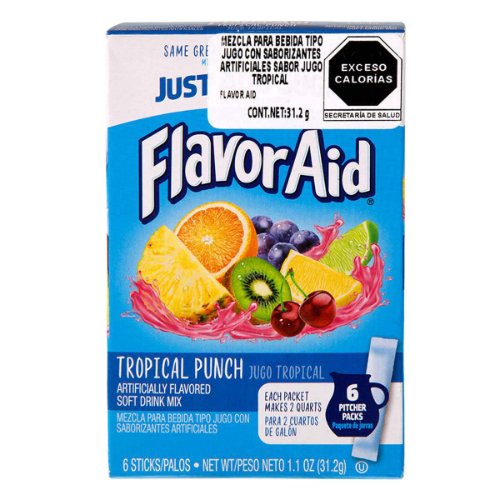 SAME GRE
JUST
MEZCLA PARA BEBIDA TIPO
JUGO CON SABORIZANTES
ARTIFICIALES SABOR JUGO
TROPICAL
FLAVOR AID
CONT.NET:31.2 g
EXCESO
CALORÍAS
SECRETARÍA DE SALUD
FlavorAid®
TROPICAL PUNCH JUGO TROPICAL
ARTIFICIALLY FLAVORED
SOFT DRINK MIX
MEZCLA PARA BEBIDA TIPO JUGO CON
SABORIZANTES ARTIFICIALES
EACH PACKET
MAKES 2 QUARTS
PARA 2 CUARTOS
DE GALÓN
6
PITCHER
PACKS
Paquete de jarras
6 STICKS/PALOS • NET WT/PESO NETO 1.1 OZ (31.2g) U